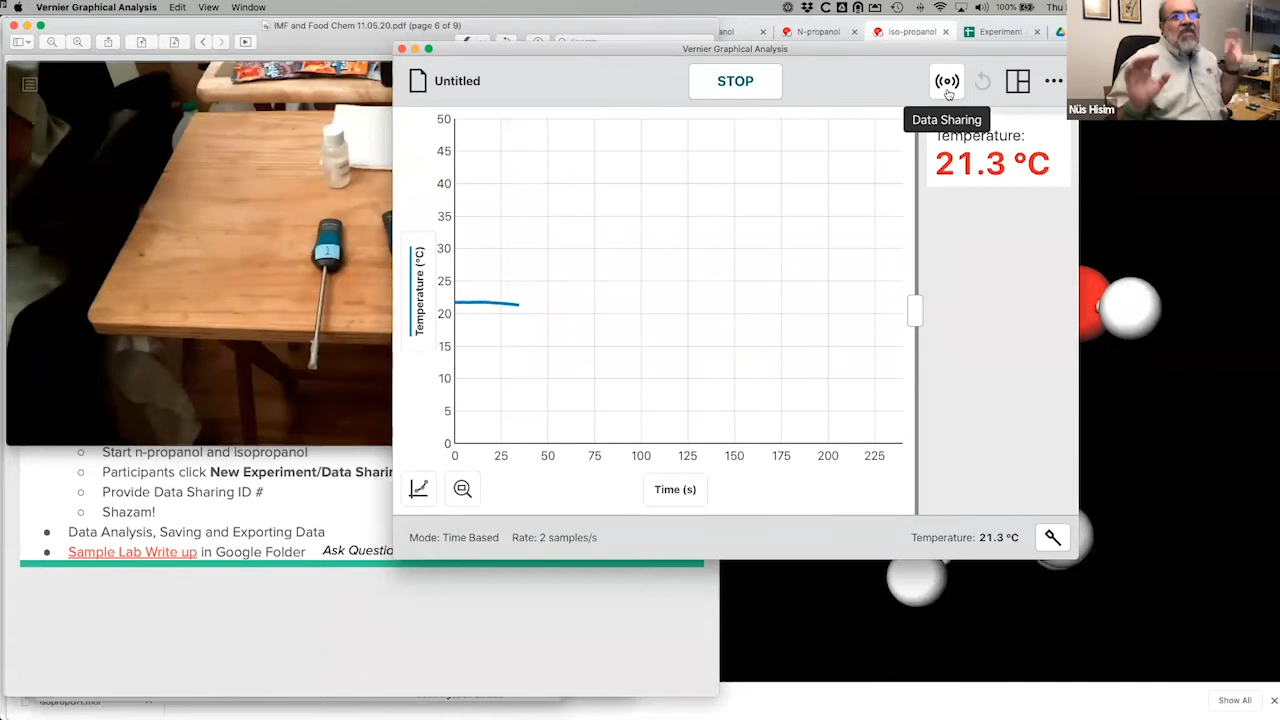 Vernier Graphical Analysis Edit View Window
100% Thu
IMF and Food Chem 11.05.20.pdf (page 6 of 9)
N-propanol
Iso-propanol
Experiment
Vernier Graphical Analysis
Untitled
STOP
Data Sharing
Temperature:
21.3 °C
Nüs Hisim
50
45
40
35
30
25
20
15
10
5
0
Temperature (°C)
0 25 50 75 100 125 150 175 200 225
Time (s)
Mode: Time Based Rate: 2 samples/s
Temperature: 21.3 °C
○ Start n-propanol and isopropanol
○ Participants click New Experiment/Data Sharin
○ Provide Data Sharing ID #
○ Shazam!
● Data Analysis, Saving and Exporting Data
● Sample Lab Write up in Google Folder
Ask Questio
Show All